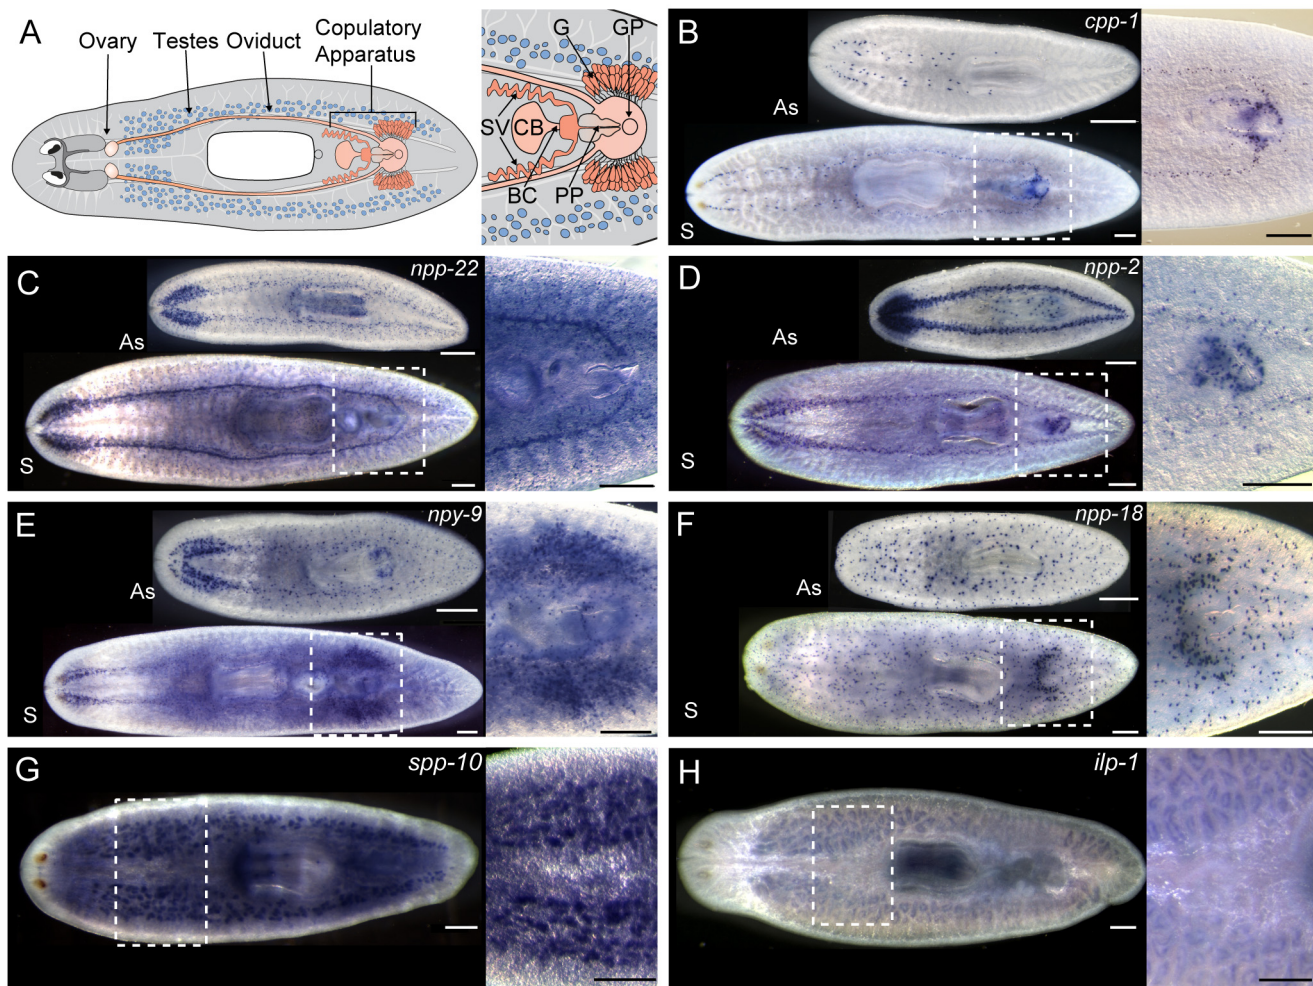 A
Ovary
Testes
Oviduct
Copulatory
Apparatus
G
GP
SV
CB
BC
PP
B
cpp-1
As
S
C
npp-22
As
S
D
npp-2
As
S
E
npy-9
As
S
F
npp-18
As
S
G
spp-10
H
ilp-1